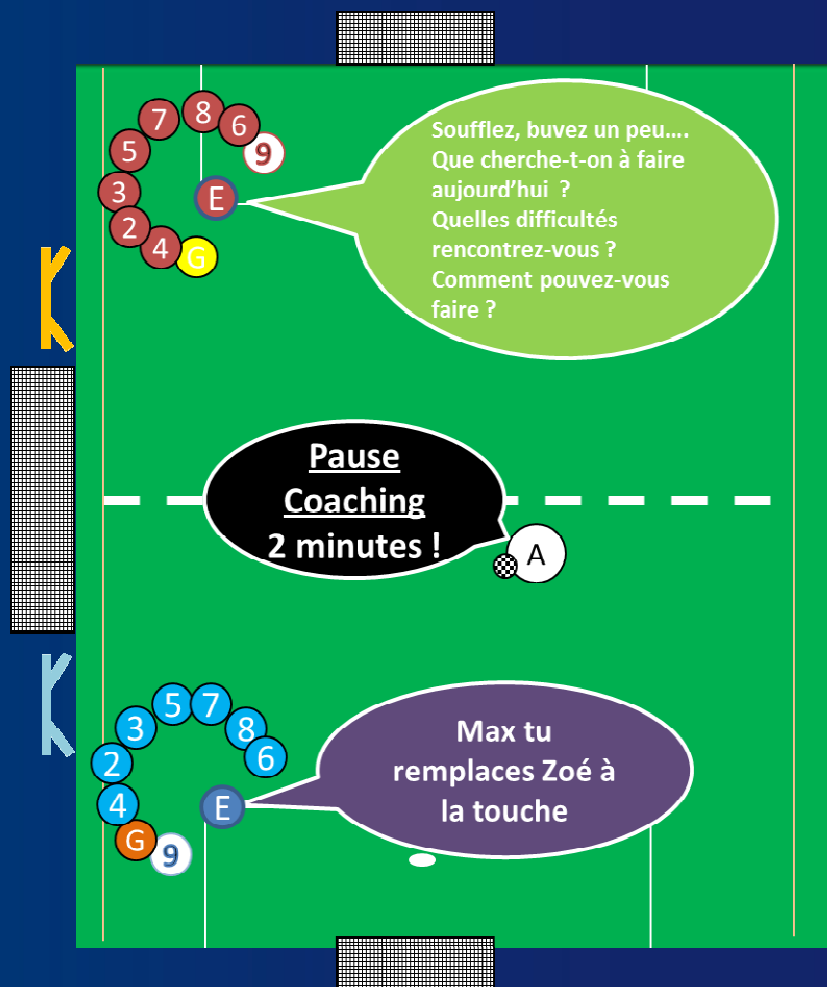 7
8
6
9
5
3
E
2
4
G
Soufflez, buvez un peu....
Que cherche-t-on à faire
aujourd'hui ?
Quelles difficultés
rencontrez-vous ?
Comment pouvez-vous
faire ?
Pause
Coaching
2 minutes !
A
5
7
3
8
6
2
4
E
G
9
Max tu
remplaces Zoé à
la touche